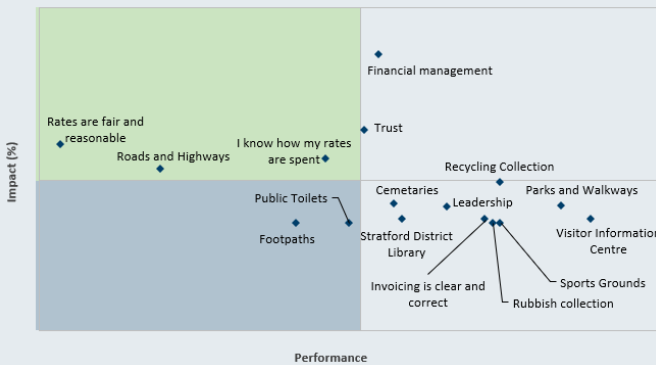 Financial management
Rates are fair and
reasonable
Trust
I know how my rates
are spent
Roads and Highways
Recycling Collection
Cemetaries
Parks and Walkways
Public Toilets
Leadership
Footpaths
Stratford District
Library
Visitor Information
Centre
Invoicing is clear and
correct
Sports Grounds
Rubbish collection
Impact (%)
Performance